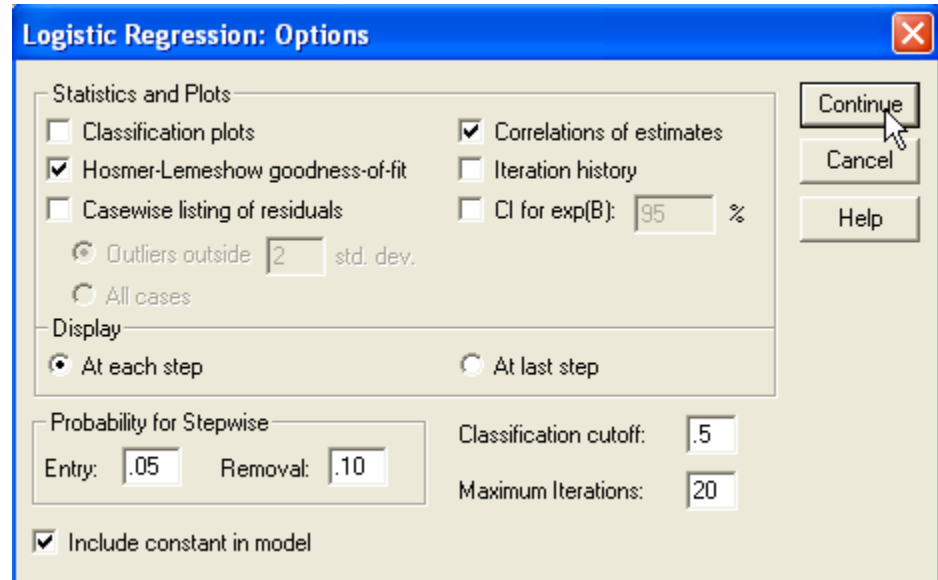 Logistic Regression: Options
Statistics and Plots
Classification plots
Hosmer-Lemeshow goodness-of-fit
Casewise listing of residuals
Outliers outside 2 std. dev.
All cases
Correlations of estimates
Iteration history
CI for exp(B): 95 %
Continue
Cancel
Help
Display
At each step
At last step
Probability for Stepwise
Entry: .05 Removal: .10
Classification cutoff: .5
Maximum Iterations: 20
Include constant in model